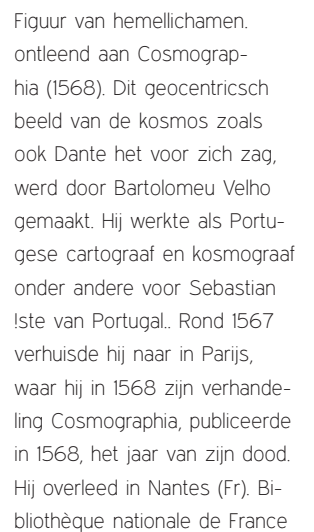 Figuur van hemellichamen.
ontleend aan Cosmograp-
hia (1568). Dit geocentricsch
beeld van de kosmos zoals
ook Dante het voor zich zag,
werd door Bartolomeu Velho
gemaakt. Hij werkte als Portu-
gese cartograaf en kosmograaf
onder andere voor Sebastian
!ste van Portugal.. Rond 1567
verhuisde hij naar in Parijs,
waar hij in 1568 zijn verhande-
ling Cosmographia, publiceerde
in 1568, het jaar van zijn dood.
Hij overleed in Nantes (Fr). Bi-
bliothèque nationale de France